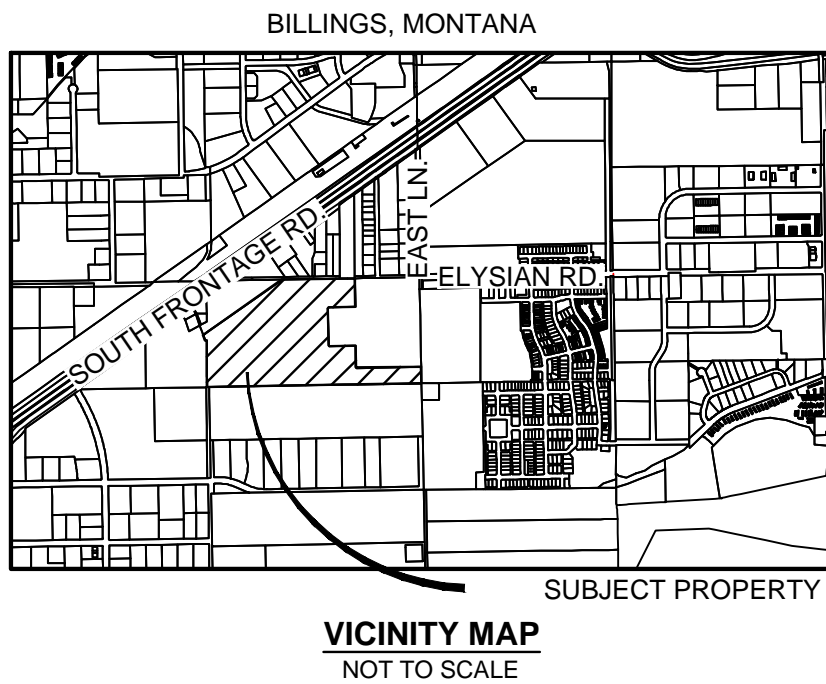 BILLINGS, MONTANA
EAST LN.
SOUTH FRONTAGE RD.
ELYSIAN RD.
SUBJECT PROPERTY
VICINITY MAP
NOT TO SCALE